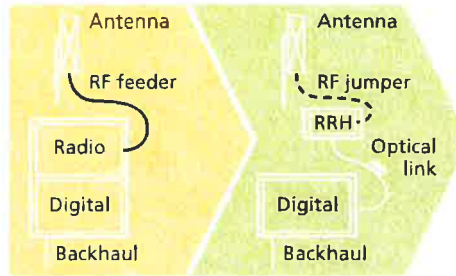 Antenna
RF feeder
Radio
Digital
Backhaul
Antenna
RF jumper
RRH
Optical
link
Digital
Backhaul